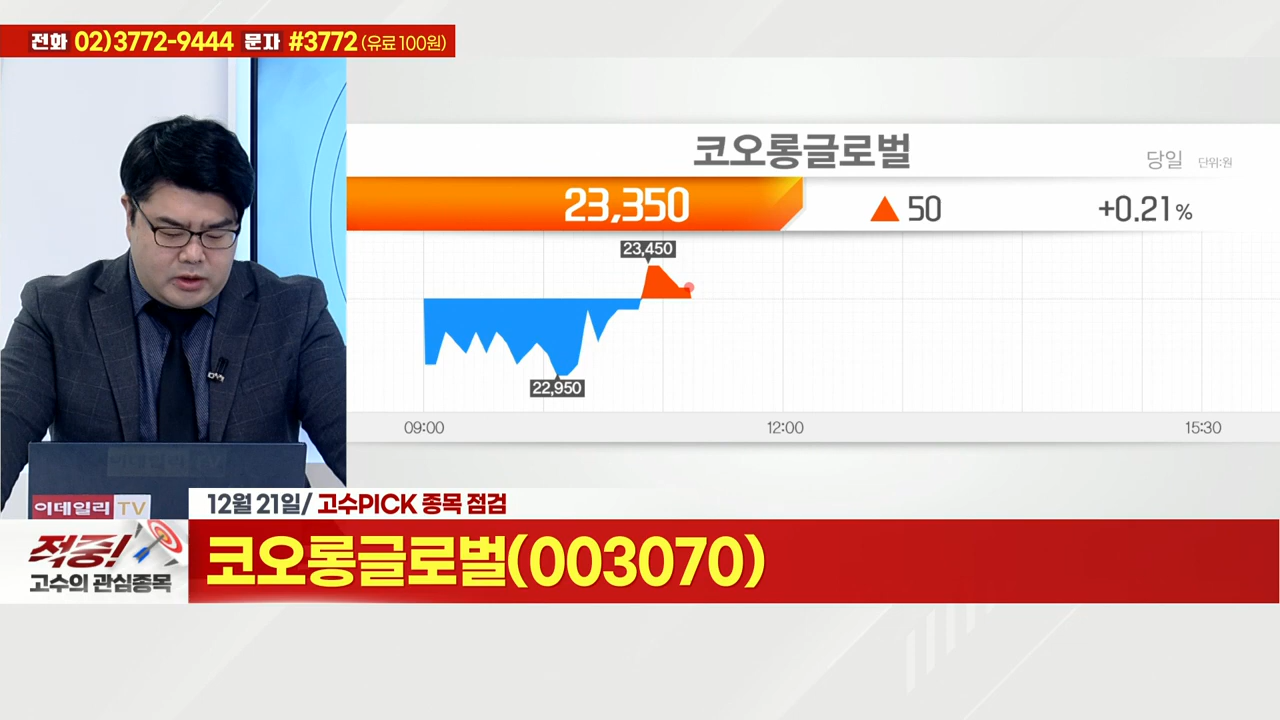 전화 02)3772-9444 문자 #3772 (유료 100원)
코오롱글로벌
당일 단위:원
23,350 ▲ 50 +0.21%
23,450
22,950
09:00 12:00 15:30
이데일리 TV
12월 21일/ 고수PICK 종목 점검
적중!
고수의 관심종목
코오롱글로벌(003070)